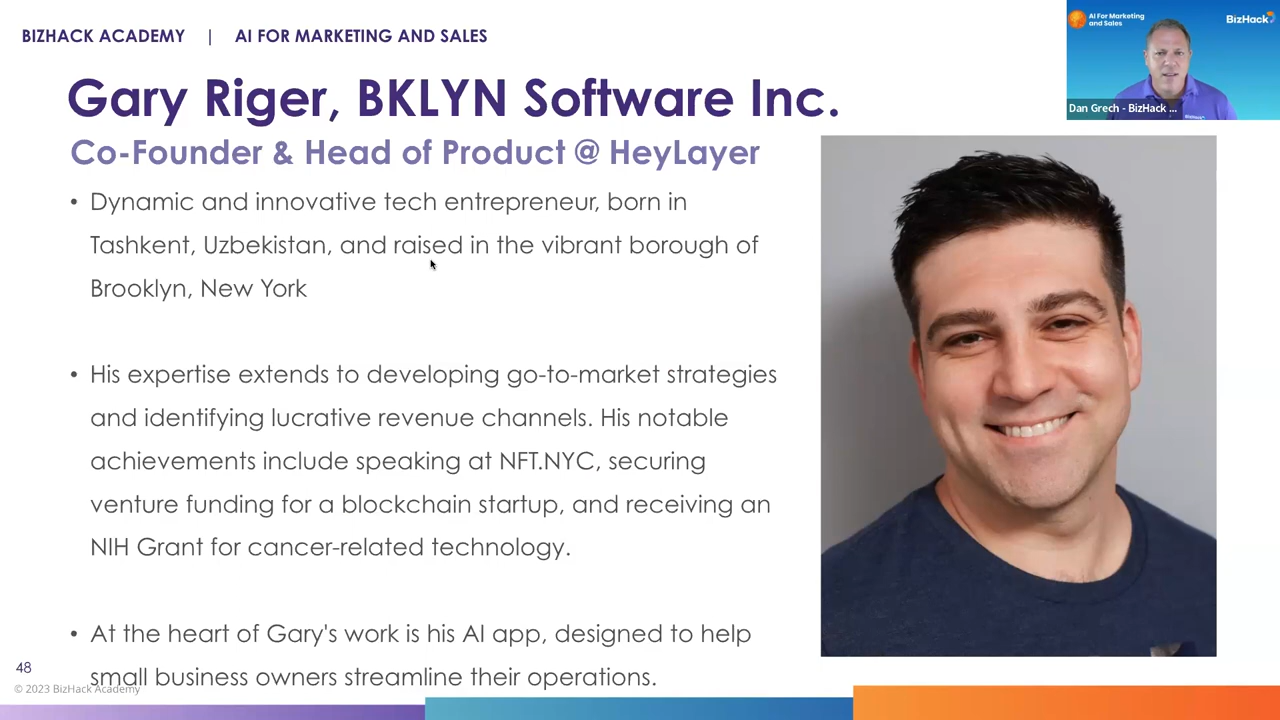 BIZHACK ACADEMY | AI FOR MARKETING AND SALES
AI For Marketing
and Sales
BizHack
Dan Grech - BizHack ...
Gary Riger, BKLYN Software Inc.
Co-Founder & Head of Product @ HeyLayer
• Dynamic and innovative tech entrepreneur, born in
Tashkent, Uzbekistan, and raised in the vibrant borough of
Brooklyn, New York
• His expertise extends to developing go-to-market strategies
and identifying lucrative revenue channels. His notable
achievements include speaking at NFT.NYC, securing
venture funding for a blockchain startup, and receiving an
NIH Grant for cancer-related technology.
• At the heart of Gary's work is his AI app, designed to help
small business owners streamline their operations.
48
© 2023 BizHack Academy